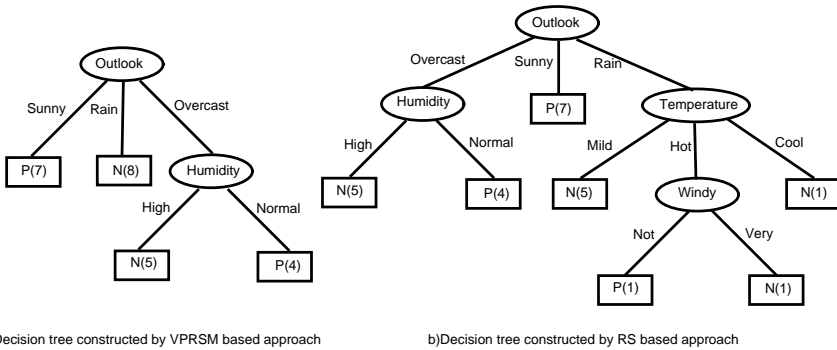 Outlook
Sunny Rain Overcast
P(7) N(8) Humidity
High Normal
N(5) P(4)
Decision tree constructed by VPRSM based approach
Outlook
Overcast Sunny Rain
Humidity P(7) Temperature
High Normal Mild Hot Cool
N(5) P(4) N(5) Windy N(1)
Not Very
P(1) N(1)
b)Decision tree constructed by RS based approach